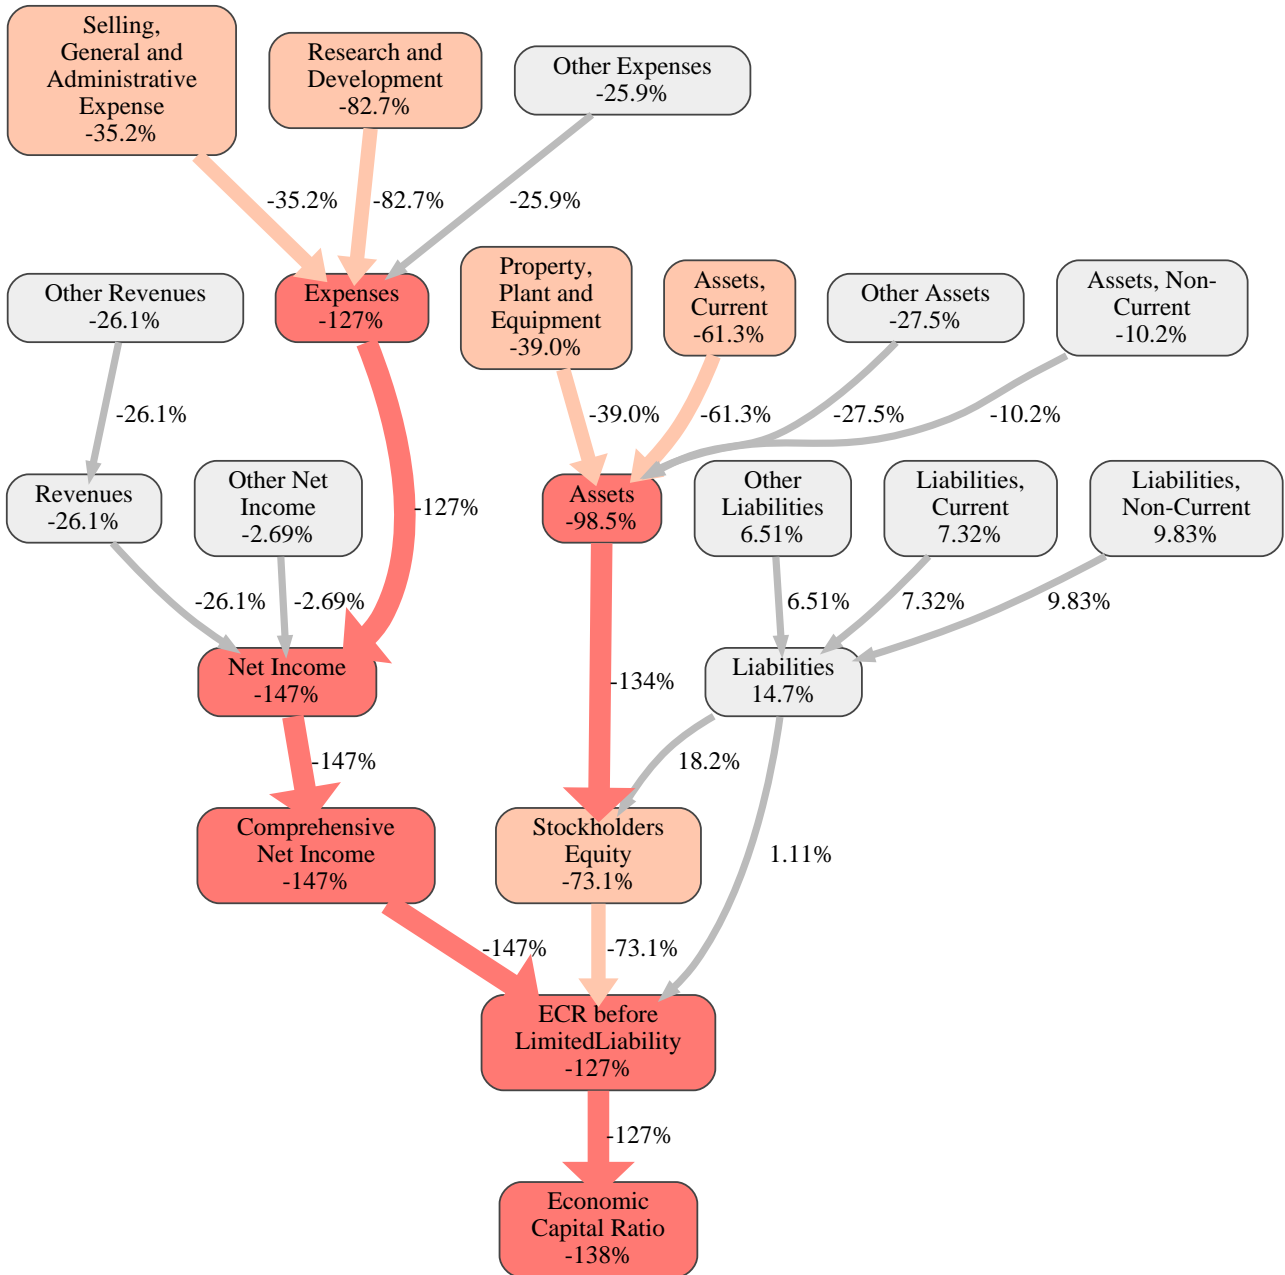 Selling,
General and
Administrative
Expense
-35.2%
Research and
Development
-82.7%
Other Expenses
-25.9%
-35.2%
-82.7%
-25.9%
Other Revenues
-26.1%
Expenses
-127%
Property,
Plant and
Equipment
-39.0%
Assets,
Current
-61.3%
Other Assets
-27.5%
Assets, Non-
Current
-10.2%
-26.1%
-39.0%
-61.3%
-27.5%
-10.2%
Revenues
-26.1%
Other Net
Income
-2.69%
-127%
Assets
-98.5%
Other
Liabilities
6.51%
Liabilities,
Current
7.32%
Liabilities,
Non-Current
9.83%
-26.1%
-2.69%
6.51%
7.32%
9.83%
Net Income
-147%
-134%
Liabilities
14.7%
-147%
18.2%
Comprehensive
Net Income
-147%
Stockholders
Equity
-73.1%
1.11%
-147%
-73.1%
ECR before
LimitedLiability
-127%
-127%
Economic
Capital Ratio
-138%